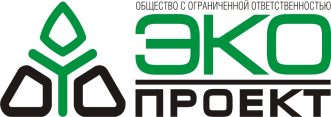 ОБЩЕСТВО С ОГРАНИЧЕННОЙ ОТВЕТСТВЕННОСТЬЮ
ЭКО
ПРОЕКТ